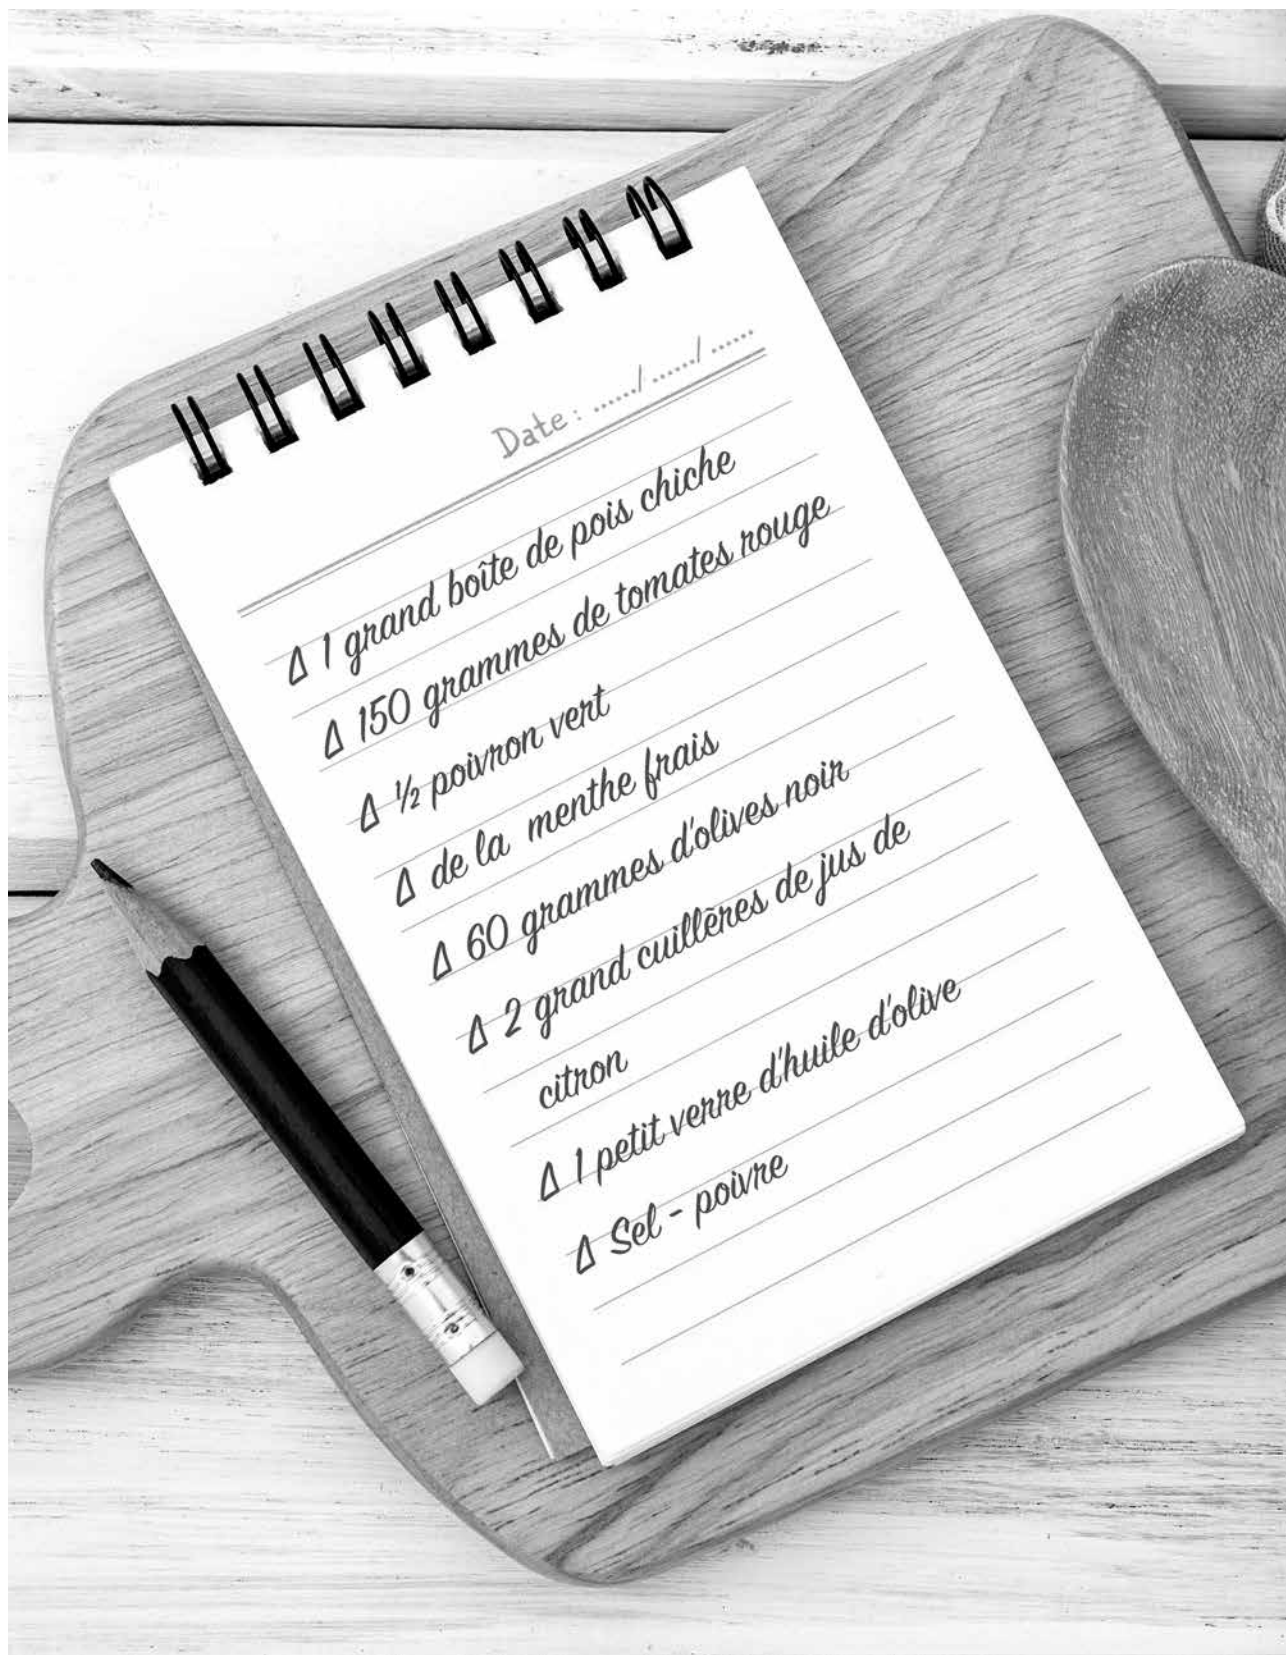 Date : ....../ ....../ ......
Δ 1 grand boîte de pois chiche
Δ 150 grammes de tomates rouge
Δ ½ poivron vert
Δ de la menthe frais
Δ 60 grammes d'olives noir
Δ 2 grand cuillēres de jus de
citron
Δ 1 petit verre d'huile d'olive
Δ Sel - poivre